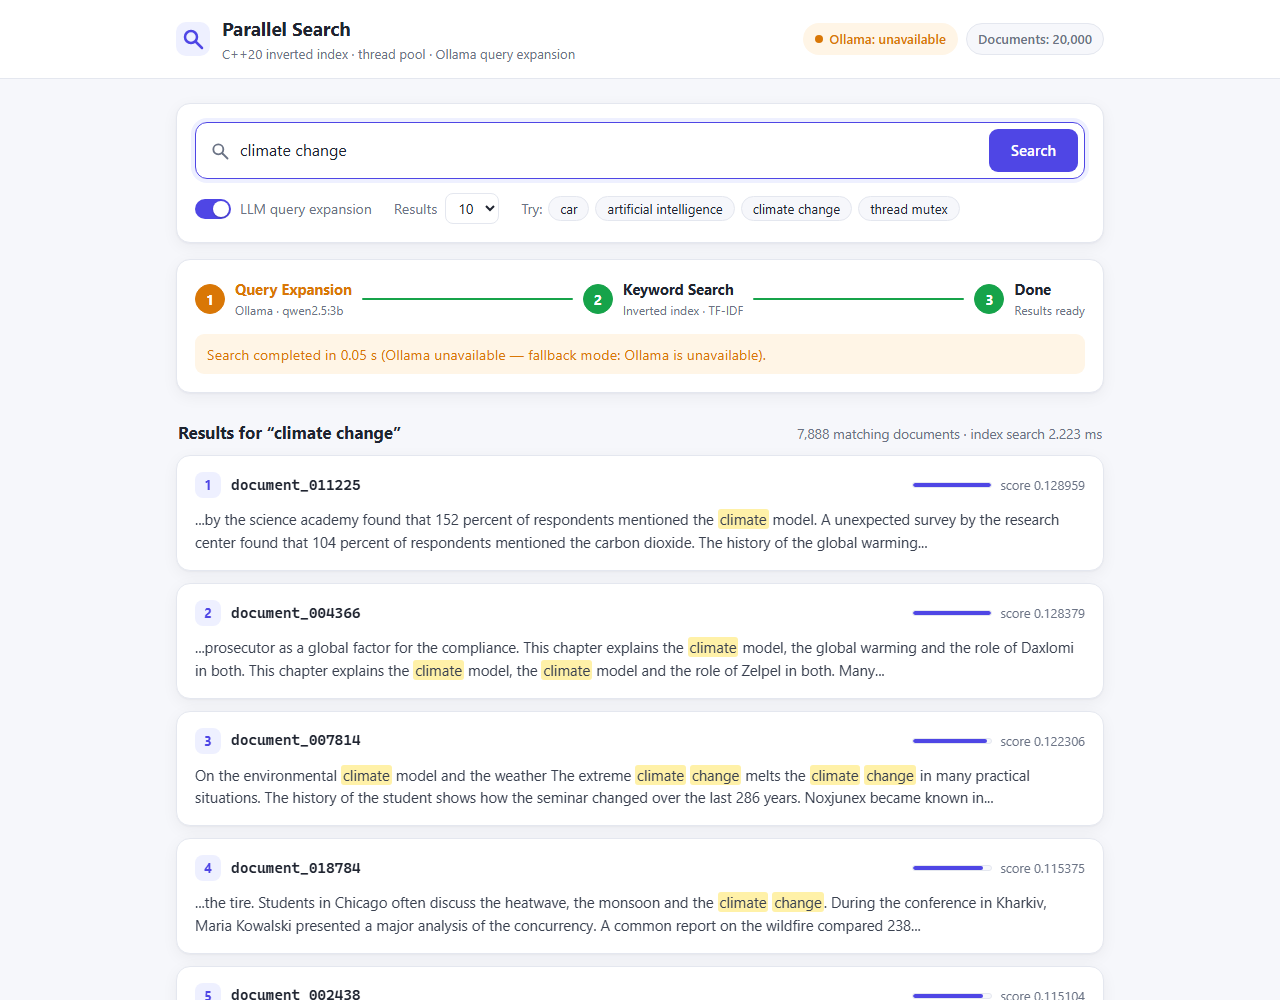 Parallel Search
C++20 inverted index · thread pool · Ollama query expansion
Ollama: unavailable
Documents: 20,000
climate change
Search
LLM query expansion
Results
10
Try:
car
artificial intelligence
climate change
thread mutex
1
Query Expansion
Ollama · qwen2.5:3b
2
Keyword Search
Inverted index · TF-IDF
3
Done
Results ready
Search completed in 0.05 s (Ollama unavailable — fallback mode: Ollama is unavailable).
Results for “climate change”
7,888 matching documents · index search 2.223 ms
1 document_011225 score 0.128959
...by the science academy found that 152 percent of respondents mentioned the climate model. A unexpected survey by the research
center found that 104 percent of respondents mentioned the carbon dioxide. The history of the global warming...
2 document_004366 score 0.128379
...prosecutor as a global factor for the compliance. This chapter explains the climate model, the global warming and the role of Daxlomi
in both. This chapter explains the climate model, the climate model and the role of Zelpel in both. Many...
3 document_007814 score 0.122306
On the environmental climate model and the weather The extreme climate change melts the climate change in many practical
situations. The history of the student shows how the seminar changed over the last 286 years. Noxjunex became known in...
4 document_018784 score 0.115375
...the tire. Students in Chicago often discuss the heatwave, the monsoon and the climate change. During the conference in Kharkiv,
Maria Kowalski presented a major analysis of the concurrency. A common report on the wildfire compared 238...
5 document_002438 score 0.115104